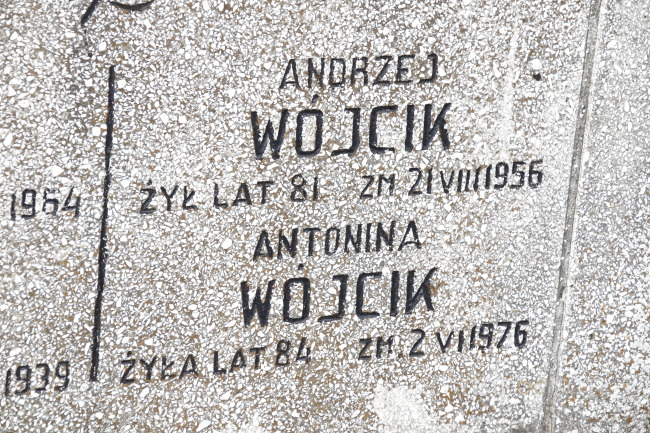 ANDRZEJ
WÓJCIK
1964
ŻYŁ LAT 81 ZM 21 VIII 1956
ANTONINA
WÓJCIK
1939
ŻYŁA LAT 84 ZM. 2 VI 1976